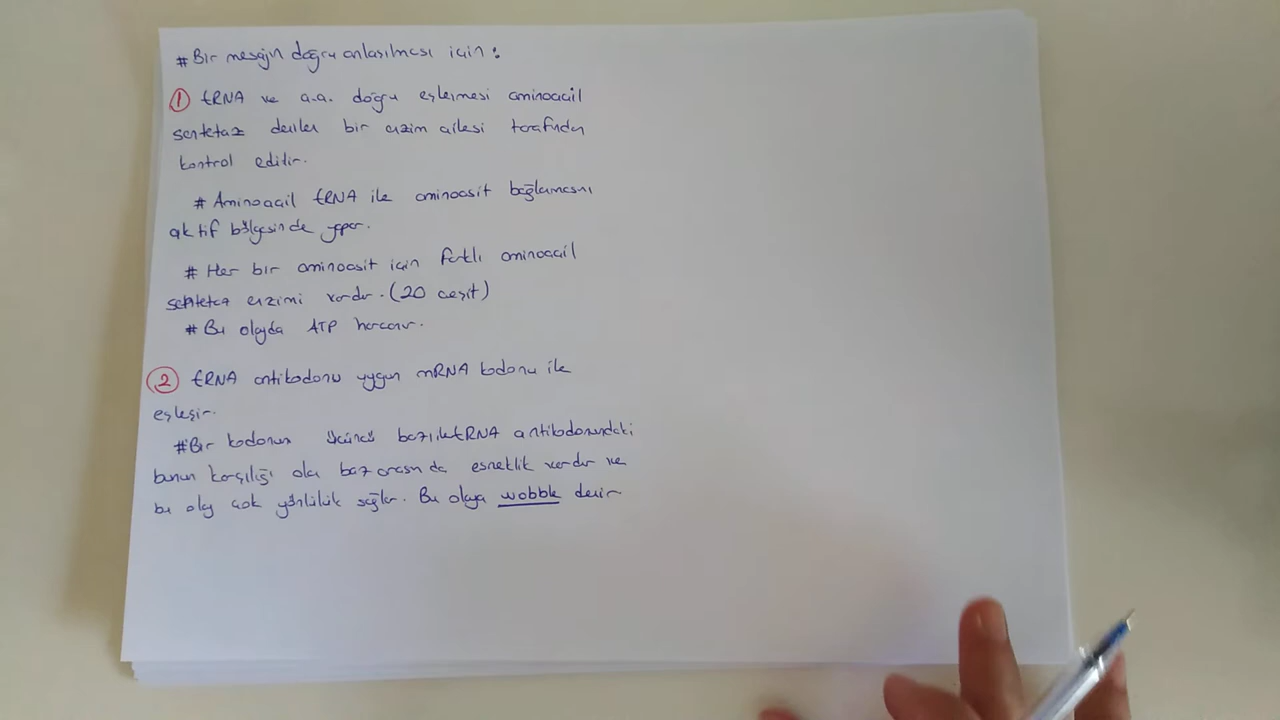 # Bir mesajın doğru anlaşılması için :
① tRNA ve a.a. doğru eşleşmesi aminoaçil
sentetaz denilen bir enzim ailesi tarafından
kontrol edilir.
# Aminoaçil tRNA ile aminoasit bağlanmasını
aktif bölgesinde yapar.
# Her bir aminoasit için farklı aminoaçil
sentetaz enzimi vardır. (20 çeşit)
# Bu olayda ATP harcanır.
② tRNA antikodonu uygun mRNA kodonu ile
eşleşir.
# Bir kodonun üçüncü bazı ile tRNA antikodonundaki
bunun karşılığı olan baz arasında esneklik vardır ve
bu olay çok yönlülük sağlar. Bu olaya wobble denir